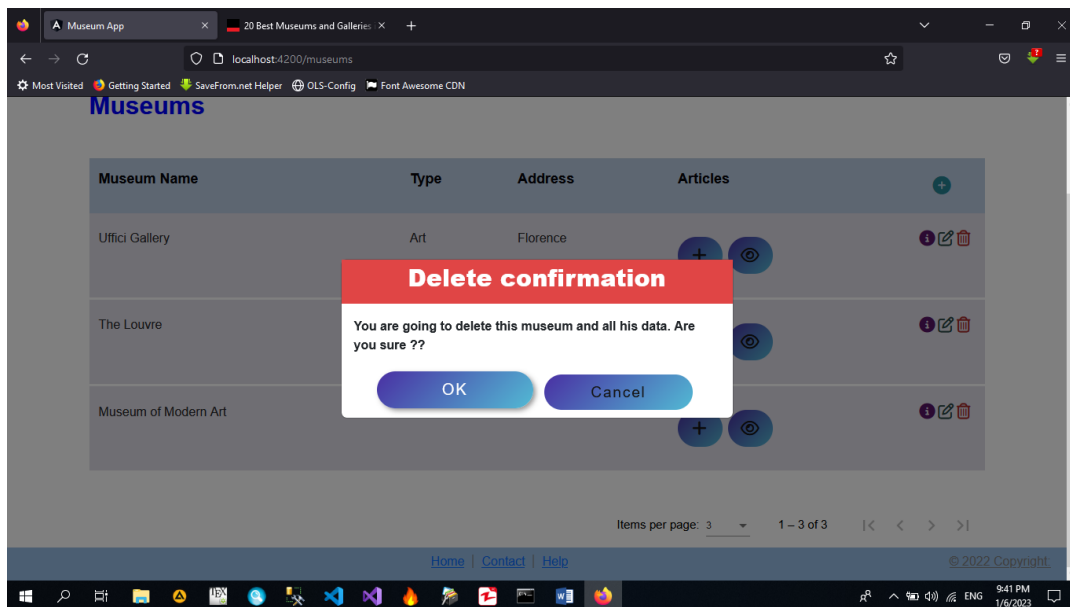 Museum App
20 Best Museums and Galleries
localhost:4200/museums
Most Visited Getting Started SaveFrom.net Helper OLS-Config Font Awesome CDN
Museums
Museum Name Type Address Articles
Uffici Gallery Art Florence
Delete confirmation
You are going to delete this museum and all his data. Are
you sure ??
The Louvre
OK Cancel
Museum of Modern Art
Items per page: 3 1 – 3 of 3
Home | Contact | Help © 2022 Copyright:
TEX ENG 9:41 PM
1/6/2023